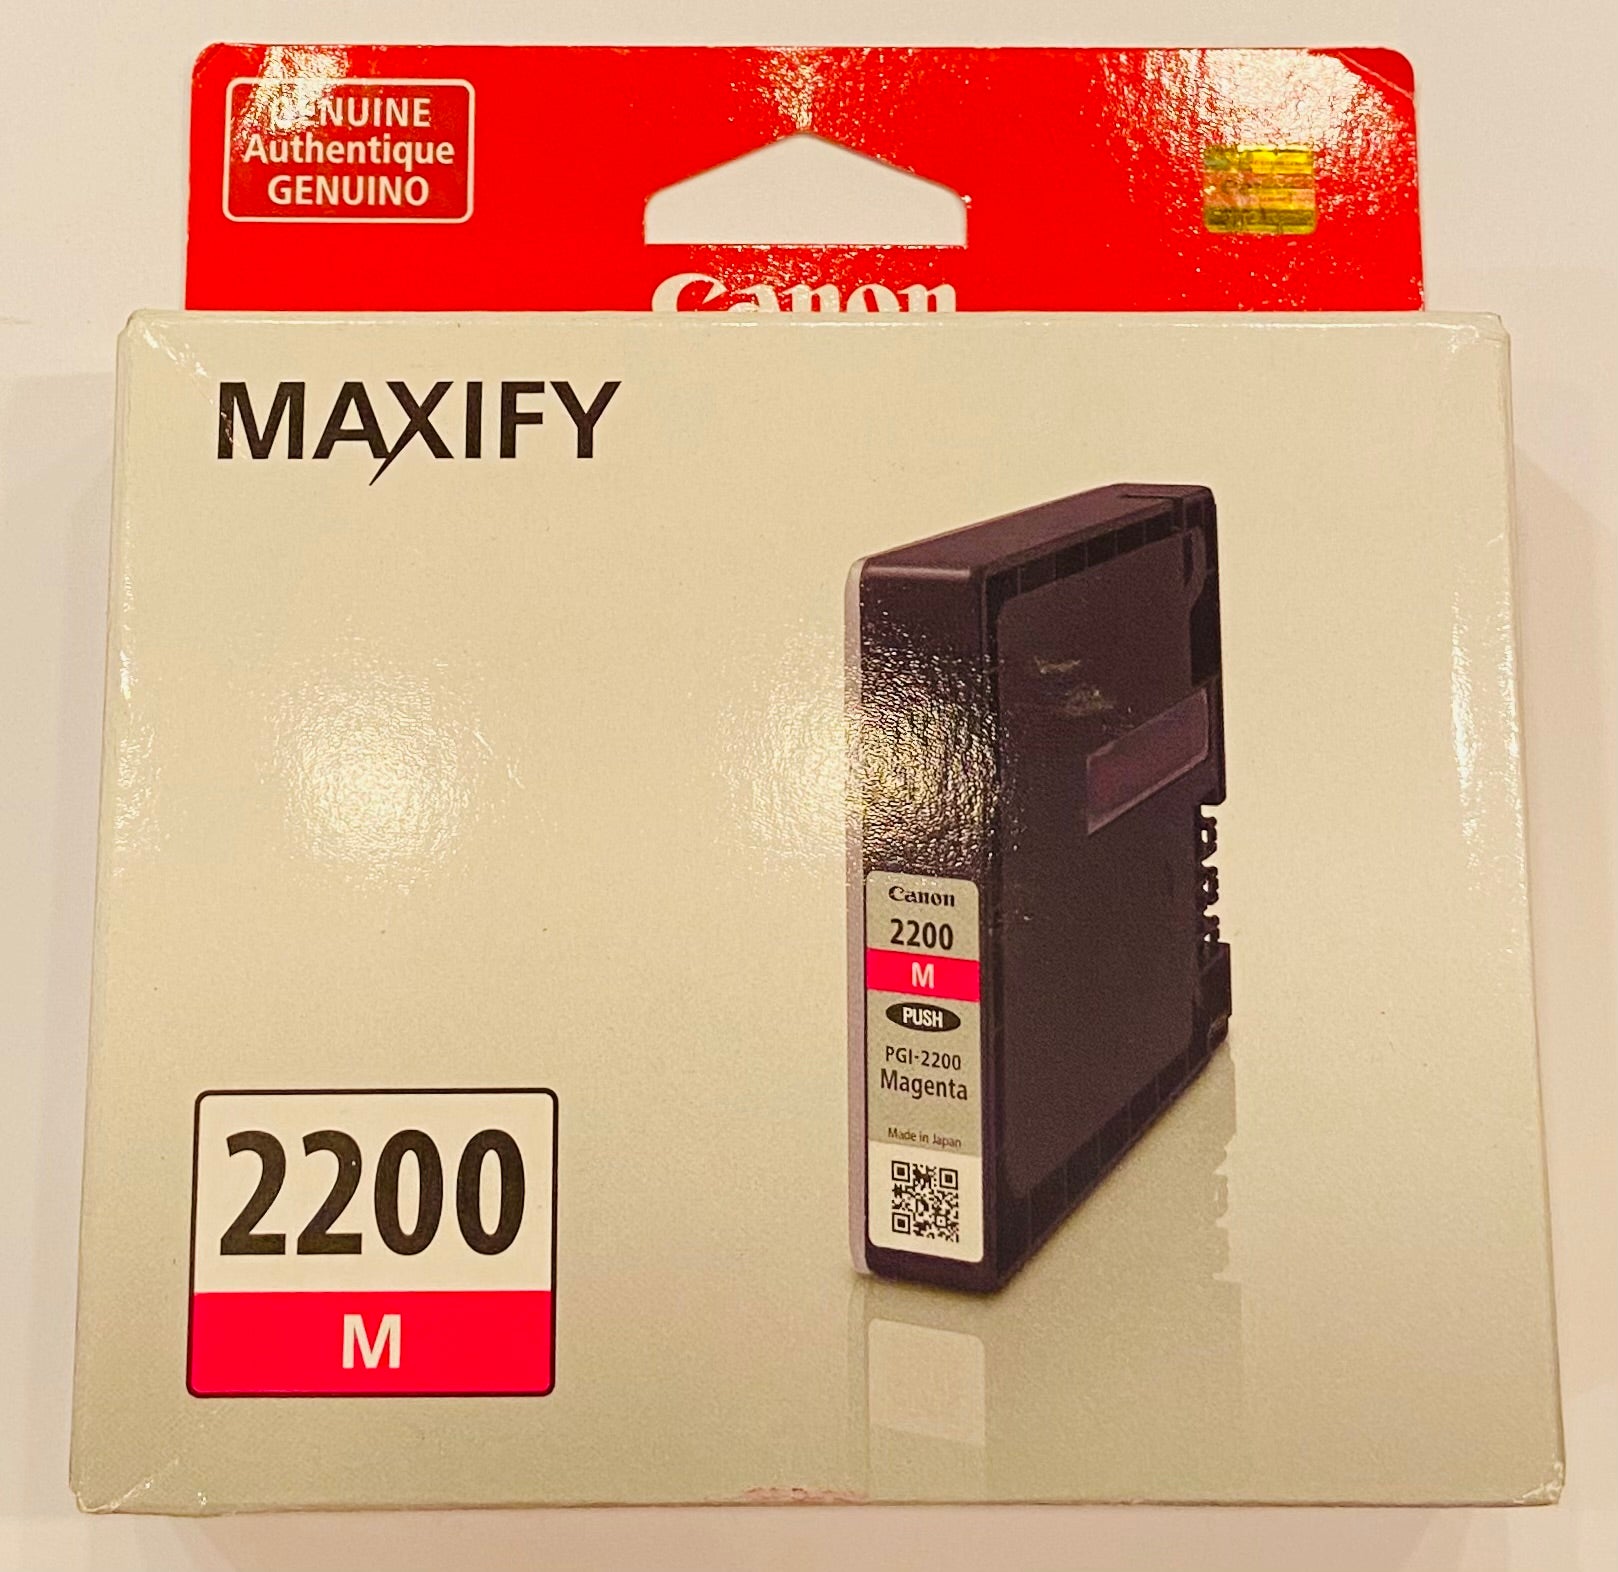 GENUINE
Authentique
GENUINO
Canon
MAXIFY
Canon
2200
M
PUSH
PGI-2200
Magenta
Made in Japan
2200
M